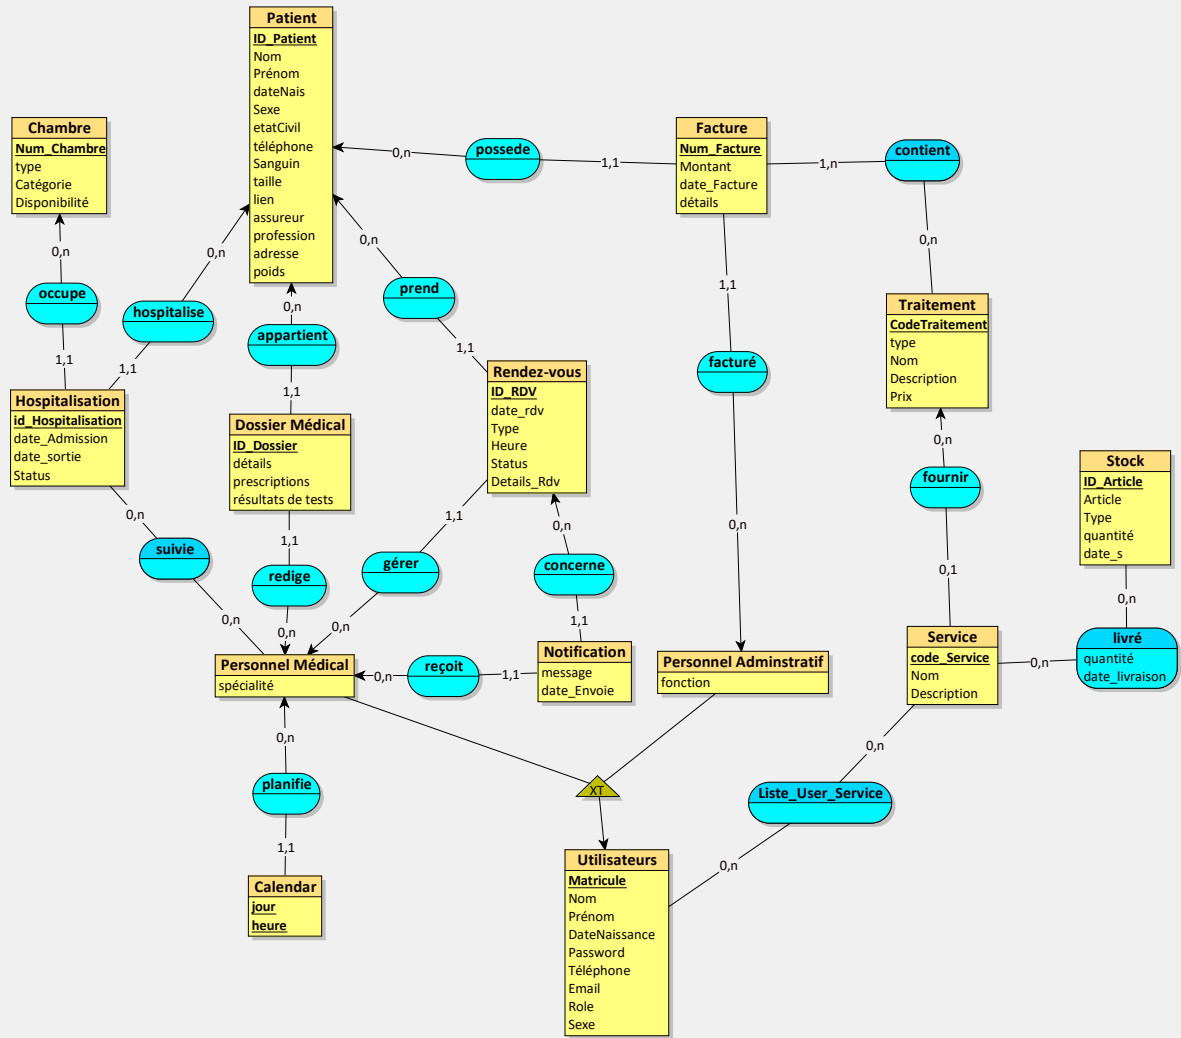 Patient
ID_Patient
Nom
Prénom
dateNais
Sexe
etatCivil
téléphone
Sanguin
taille
lien
assureur
profession
adresse
poids
Chambre
Num_Chambre
type
Catégorie
Disponibilité
0,n
possede
1,1
Facture
Num_Facture
Montant
date_Facture
détails
1,n
contient
0,n
0,n
occupe
1,1
0,n
hospitalise
1,1
0,n
appartient
1,1
0,n
prend
1,1
1,1
facturé
0,n
Traitement
CodeTraitement
type
Nom
Description
Prix
Hospitalisation
id_Hospitalisation
date_Admission
date_sortie
Status
Dossier Médical
ID_Dossier
détails
prescriptions
résultats de tests
Rendez-vous
ID_RDV
date_rdv
Type
Heure
Status
Details_Rdv
0,n
fournir
0,1
Stock
ID_Article
Article
Type
quantité
date_s
0,n
suivie
0,n
1,1
redige
0,n
1,1
gérer
0,n
0,n
concerne
1,1
0,n
livré
quantité
date_livraison
0,n
Service
code_Service
Nom
Description
Personnel Médical
spécialité
0,n
reçoit
1,1
Notification
message
date_Envoie
Personnel Adminstratif
fonction
0,n
planifie
1,1
XT
0,n
Liste_User_Service
0,n
Calendar
jour
heure
Utilisateurs
Matricule
Nom
Prénom
DateNaissance
Password
Téléphone
Email
Role
Sexe